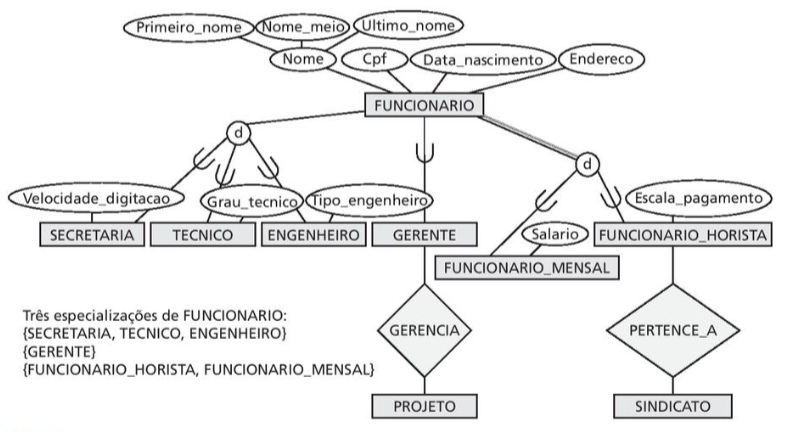 Primeiro_nome
Nome_meio
Ultimo_nome
Nome
Cpf
Data_nascimento
Endereco
FUNCIONARIO
d
d
Velocidade_digitacao
Grau_tecnico
Tipo_engenheiro
Escala_pagamento
SECRETARIA
TECNICO
ENGENHEIRO
GERENTE
Salario
FUNCIONARIO_HORISTA
FUNCIONARIO_MENSAL
Três especializações de FUNCIONARIO:
{SECRETARIA, TECNICO, ENGENHEIRO}
{GERENTE}
{FUNCIONARIO_HORISTA, FUNCIONARIO_MENSAL}
GERENCIA
PERTENCE_A
PROJETO
SINDICATO